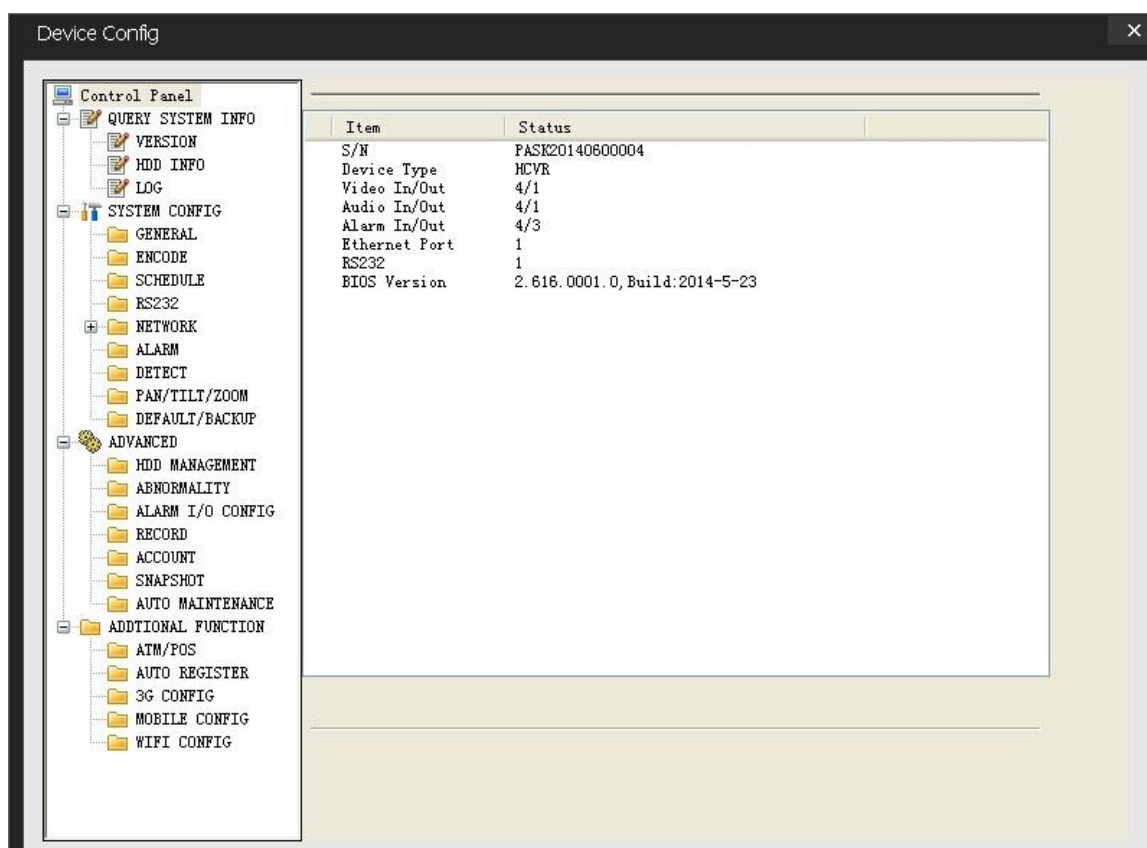 Device Config
Control Panel
QUERY SYSTEM INFO
VERSION
HDD INFO
LOG
SYSTEM CONFIG
GENERAL
ENCODE
SCHEDULE
RS232
NETWORK
ALARM
DETECT
PAN/TILT/ZOOM
DEFAULT/BACKUP
ADVANCED
HDD MANAGEMENT
ABNORMALITY
ALARM I/O CONFIG
RECORD
ACCOUNT
SNAPSHOT
AUTO MAINTENANCE
ADDTIONAL FUNCTION
ATM/POS
AUTO REGISTER
3G CONFIG
MOBILE CONFIG
WIFI CONFIG
Item Status
S/N PASK20140600004
Device Type HCVR
Video In/Out 4/1
Audio In/Out 4/1
Alarm In/Out 4/3
Ethernet Port 1
RS232 1
BIOS Version 2.616.0001.0,Build:2014-5-23